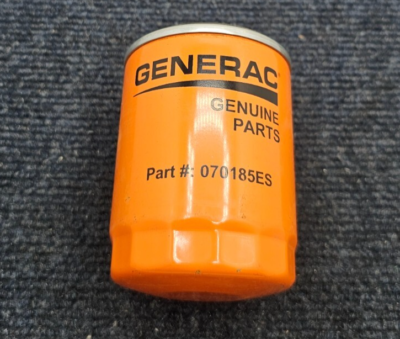 GENERAC
GENUINE
PARTS
Part #: 070185ES